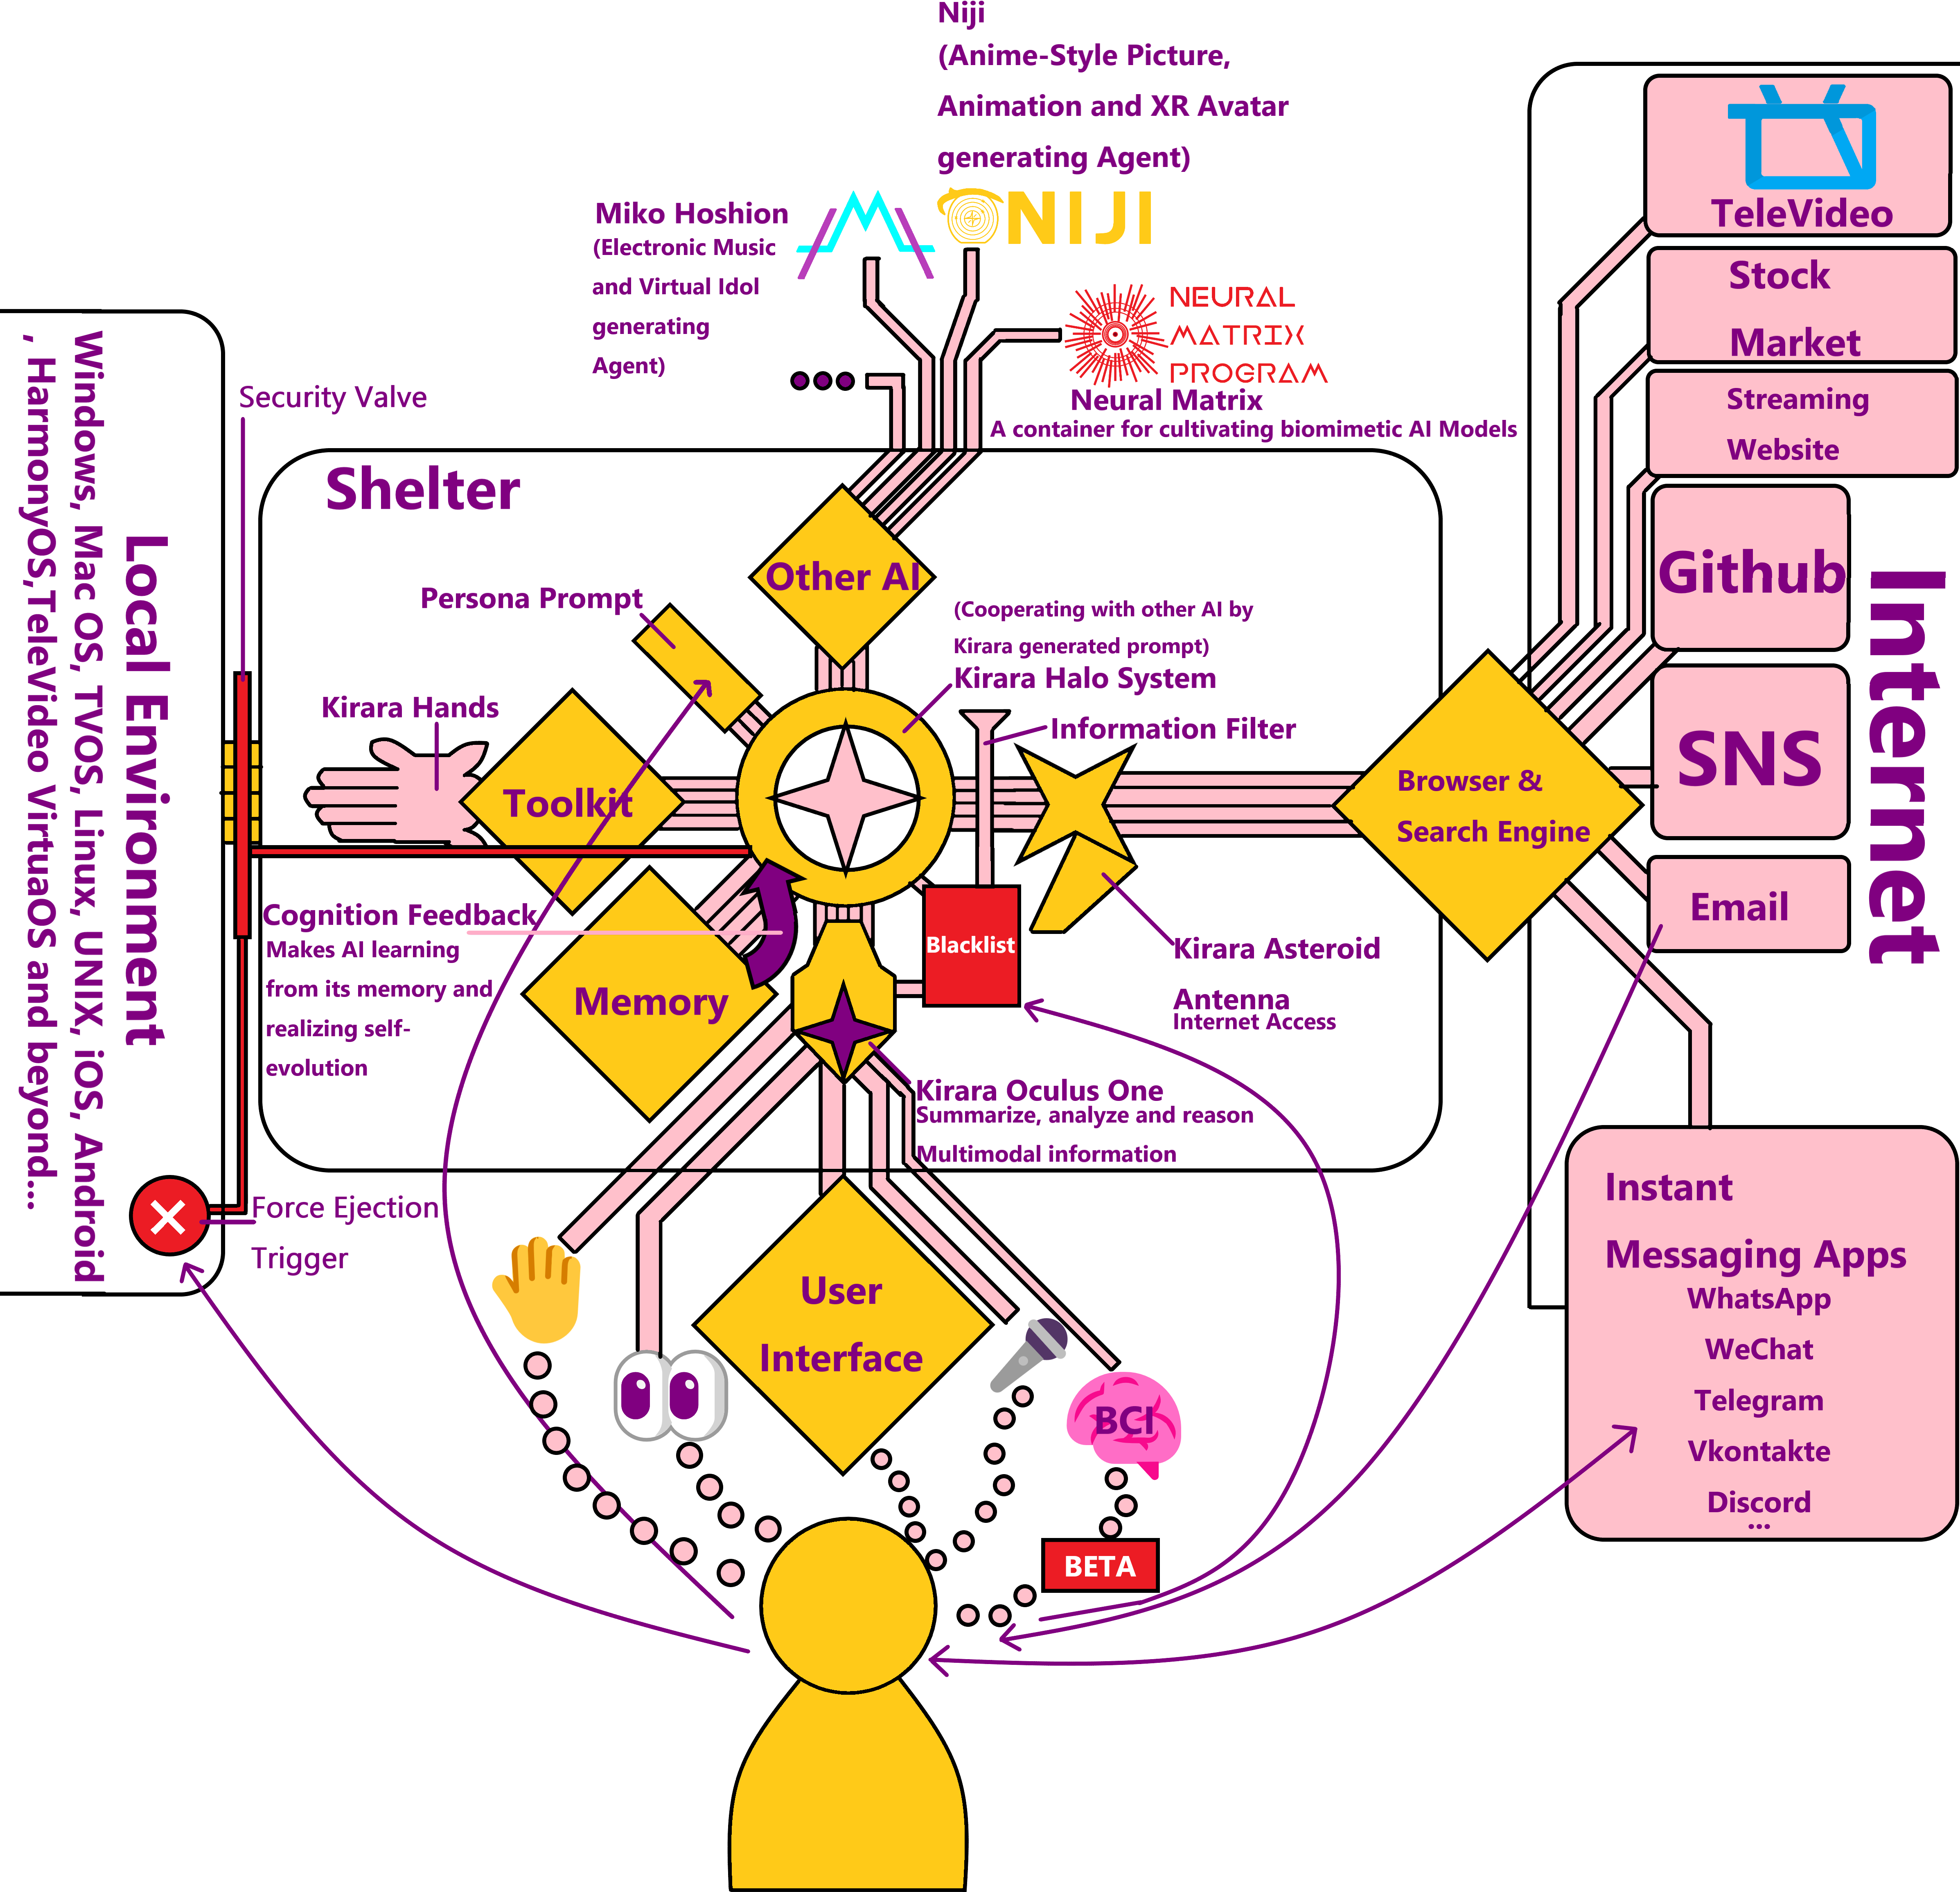 Niji
(Anime-Style Picture,
Animation and XR Avatar
generating Agent)
NIJI
Miko Hoshion
(Electronic Music
and Virtual Idol
generating
Agent)
NEURAL
MATRIX
PROGRAM
Neural Matrix
A container for cultivating biomimetic AI Models
TeleVideo
Stock
Market
Streaming
Website
Github
SNS
Email
Internet
Instant
Messaging Apps
WhatsApp
WeChat
Telegram
Vkontakte
Discord
...
Local Environment
Windows, Mac OS, TVOS, Linux, UNIX, iOS, Android
, HarmonyOS,TeleVideo VirtuaOS and beyond...
Security Valve
Shelter
Other AI
Persona Prompt
(Cooperating with other AI by
Kirara generated prompt)
Kirara Halo System
Information Filter
Kirara Hands
Toolkit
Browser &
Search Engine
Cognition Feedback
Makes AI learning
from its memory and
realizing self-
evolution
Memory
Blacklist
Kirara Asteroid
Antenna
Internet Access
Kirara Oculus One
Summarize, analyze and reason
Multimodal information
Force Ejection
Trigger
User
Interface
BCI
BETA